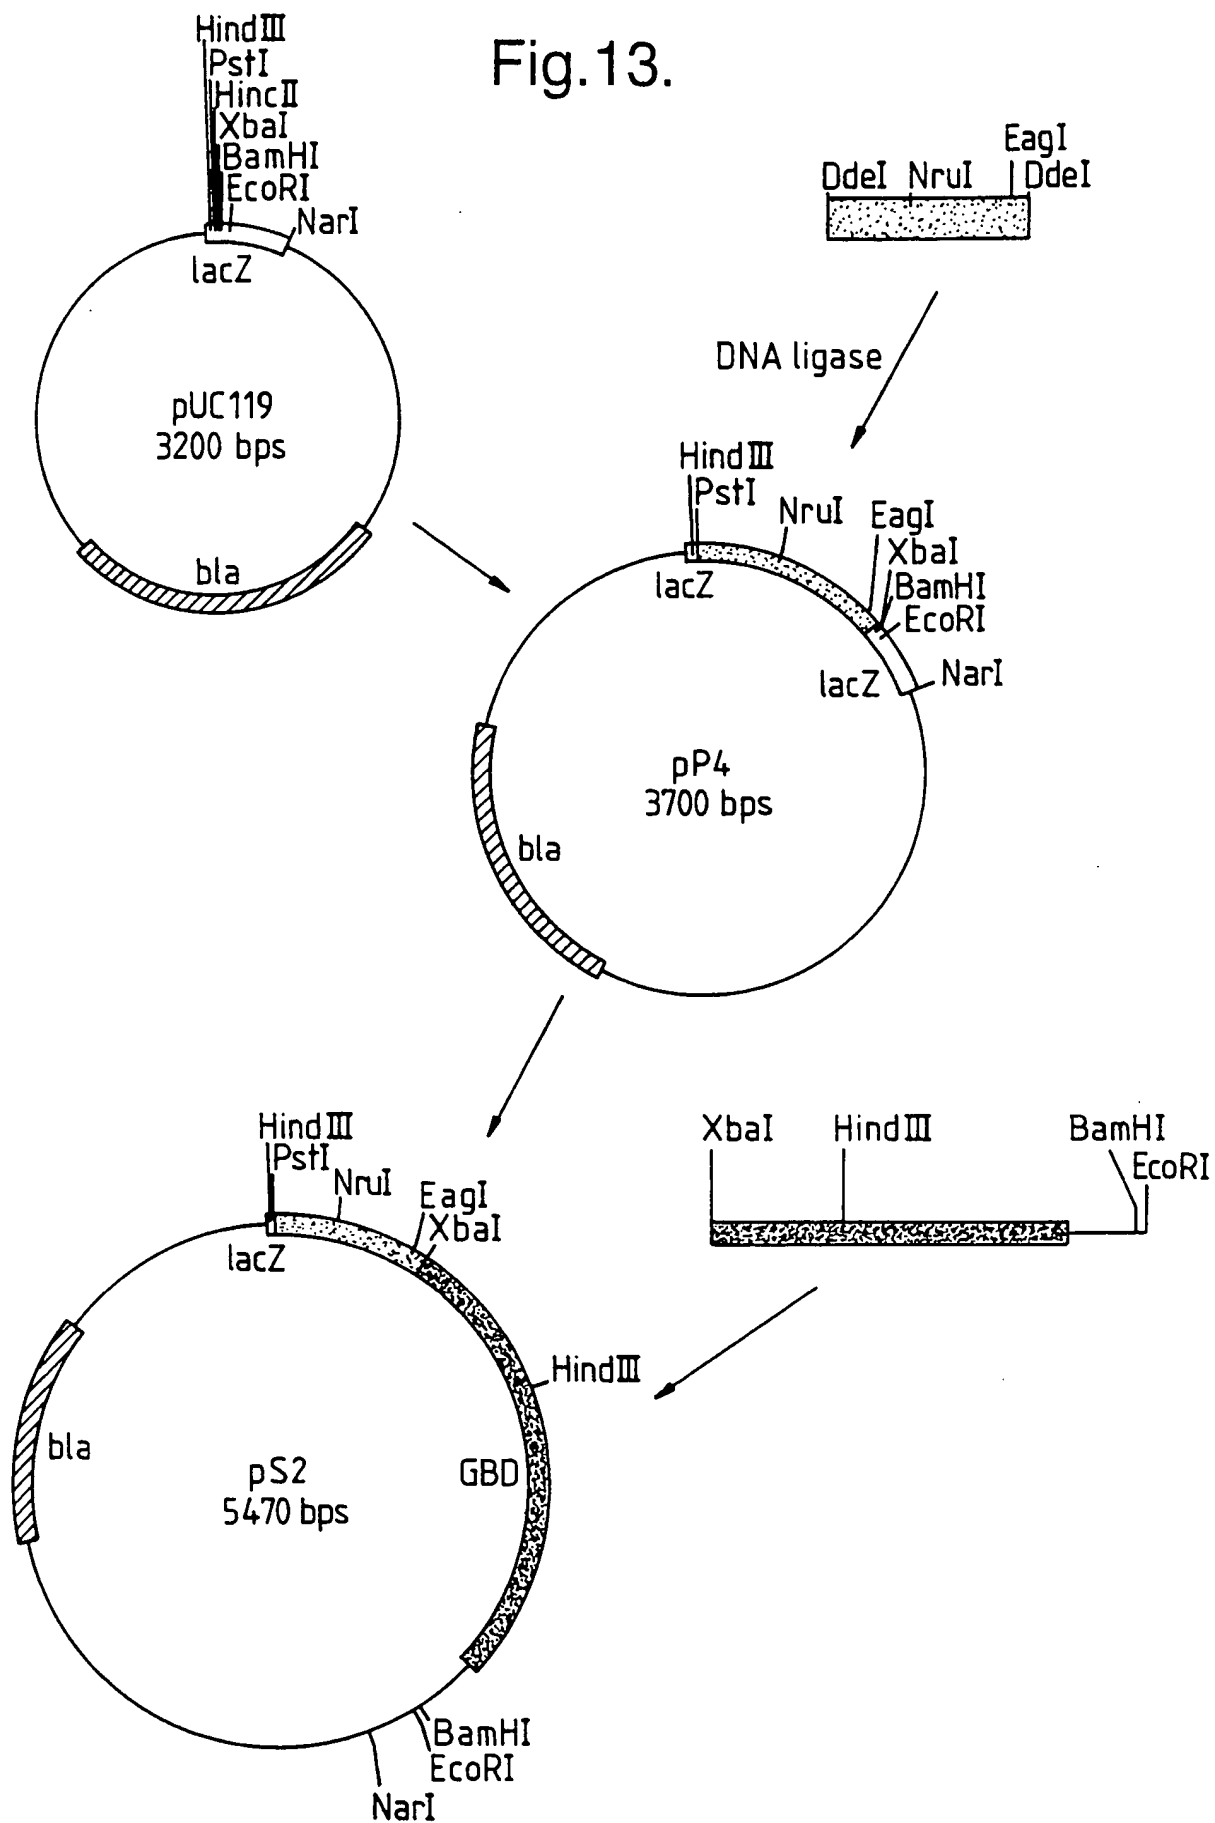 Fig.13.
HindIII
PstI
HincII
XbaI
BamHI
EcoRI
NarI
lacZ
pUC119
3200 bps
bla
EagI
DdeI NruI DdeI
DNA ligase
HindIII
PstI
NruI
EagI
XbaI
BamHI
EcoRI
NarI
lacZ
lacZ
pP4
3700 bps
bla
HindIII
PstI
NruI
EagI
XbaI
lacZ
HindIII
bla
GBD
pS2
5470 bps
BamHI
EcoRI
NarI
XbaI HindIII BamHI
EcoRI